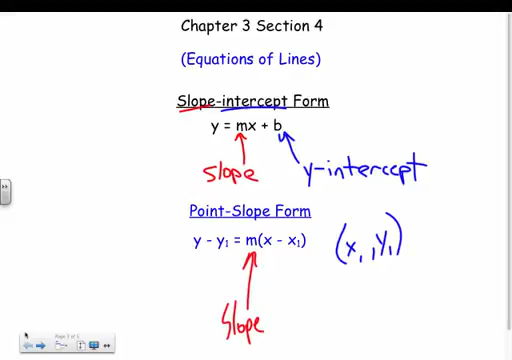 Chapter 3 Section 4
(Equations of Lines)
Slope-intercept Form
y = mx + b
slope
y-intercept
Point-Slope Form
y - y₁ = m(x - x₁)
(x₁, y₁)
Slope